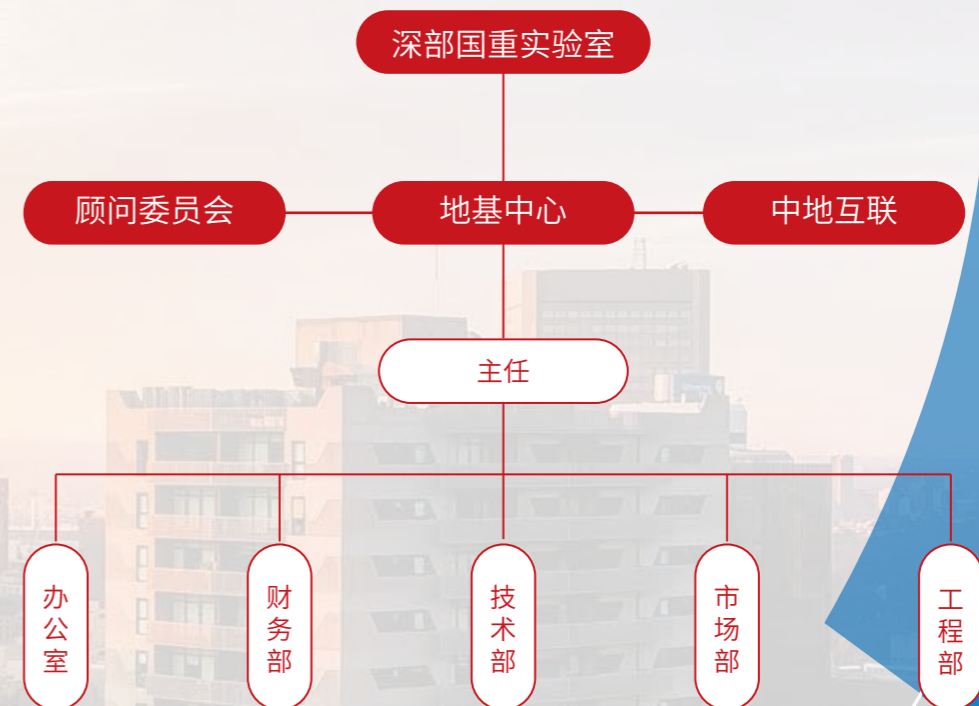 深部国重实验室
顾问委员会
地基中心
中地互联
主任
办公室
财务部
技术部
市场部
工程部